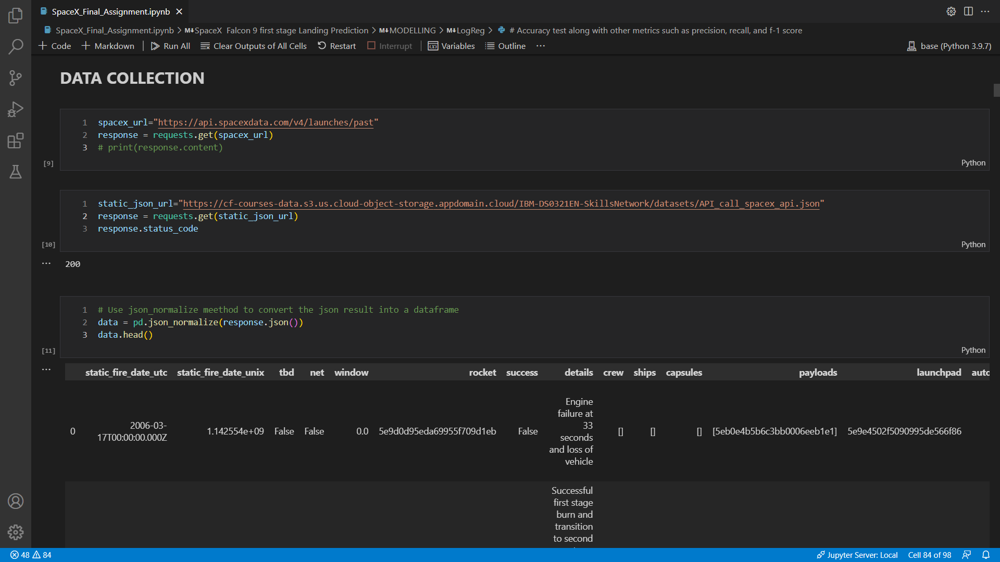 SpaceX_Final_Assignment.ipynb
SpaceX_Final_Assignment.ipynb > M↓SpaceX Falcon 9 first stage Landing Prediction > M↓MODELLING > M↓LogReg > # Accuracy test along with other metrics such as precision, recall, and f-1 score
+ Code + Markdown | Run All Clear Outputs of All Cells Restart Interrupt | Variables Outline ··· base (Python 3.9.7)
DATA COLLECTION
1 spacex_url="https://api.spacexdata.com/v4/launches/past"
2 response = requests.get(spacex_url)
3 # print(response.content)
[9] Python
1 static_json_url="https://cf-courses-data.s3.us.cloud-object-storage.appdomain.cloud/IBM-DS0321EN-SkillsNetwork/datasets/API_call_spacex_api.json"
2 response = requests.get(static_json_url)
3 response.status_code
[10] Python
··· 200
1 # Use json_normalize meethod to convert the json result into a dataframe
2 data = pd.json_normalize(response.json())
3 data.head()
[11] Python
···
static_fire_date_utc static_fire_date_unix tbd net window rocket success details crew ships capsules payloads launchpad auto
Engine
failure at
2006-03- 33
0 17T00:00:00.000Z 1.142554e+09 False False 0.0 5e9d0d95eda69955f709d1eb False seconds [] [] [] [5eb0e4b5b6c3bb0006eeb1e1] 5e9e4502f5090995de566f86
and loss of
vehicle
Successful
first stage
burn and
transition
to second
48 84 Jupyter Server: Local Cell 84 of 98